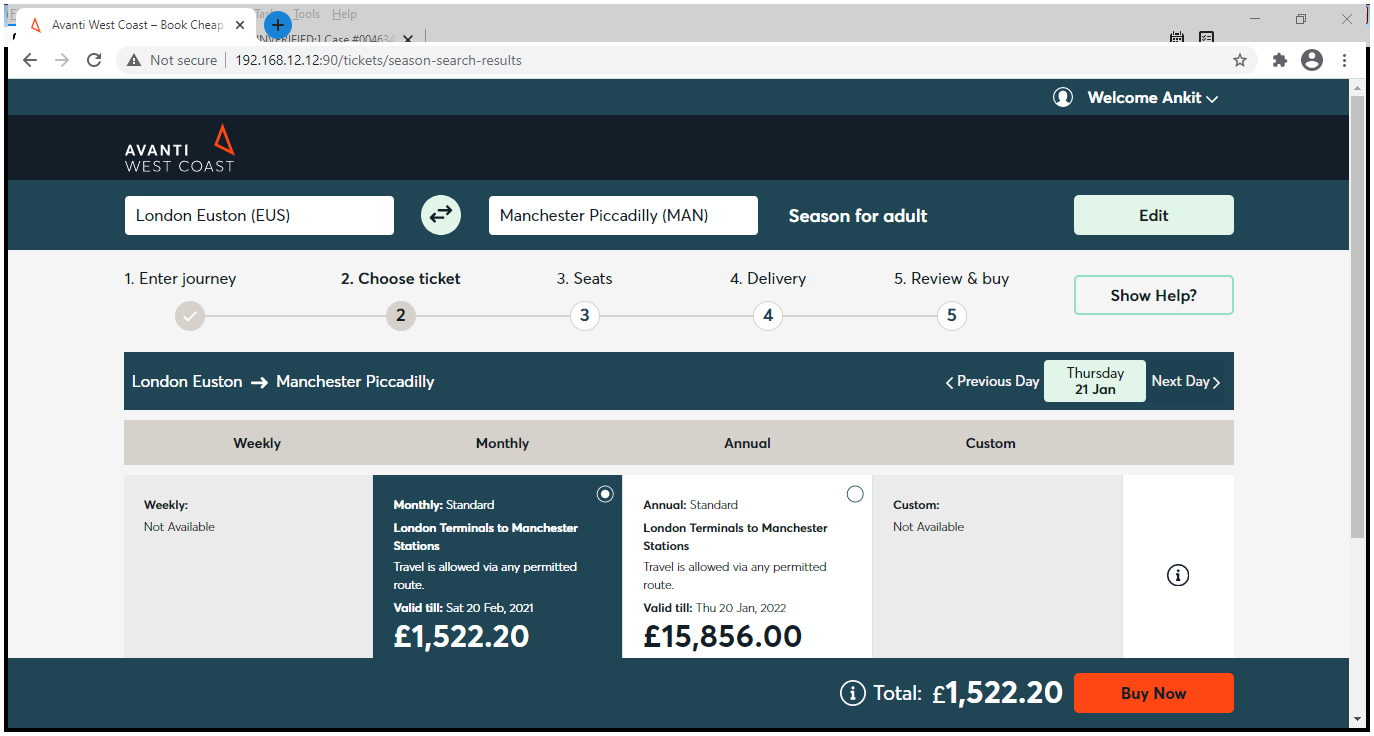 Tools Help
Avanti West Coast – Book Cheap
Not secure 192.168.12.12:90/tickets/season-search-results
Welcome Ankit
AVANTI
WEST COAST
London Euston (EUS) Manchester Piccadilly (MAN) Season for adult Edit
1. Enter journey 2. Choose ticket 3. Seats 4. Delivery 5. Review & buy
Show Help?
2 3 4 5
London Euston → Manchester Piccadilly
Previous Day
Thursday
21 Jan
Next Day
Weekly Monthly Annual Custom
Weekly:
Not Available
Monthly: Standard
London Terminals to Manchester
Stations
Travel is allowed via any permitted
route.
Valid till: Sat 20 Feb, 2021
£1,522.20
Annual: Standard
London Terminals to Manchester
Stations
Travel is allowed via any permitted
route.
Valid till: Thu 20 Jan, 2022
£15,856.00
Custom:
Not Available
Total: £1,522.20 Buy Now